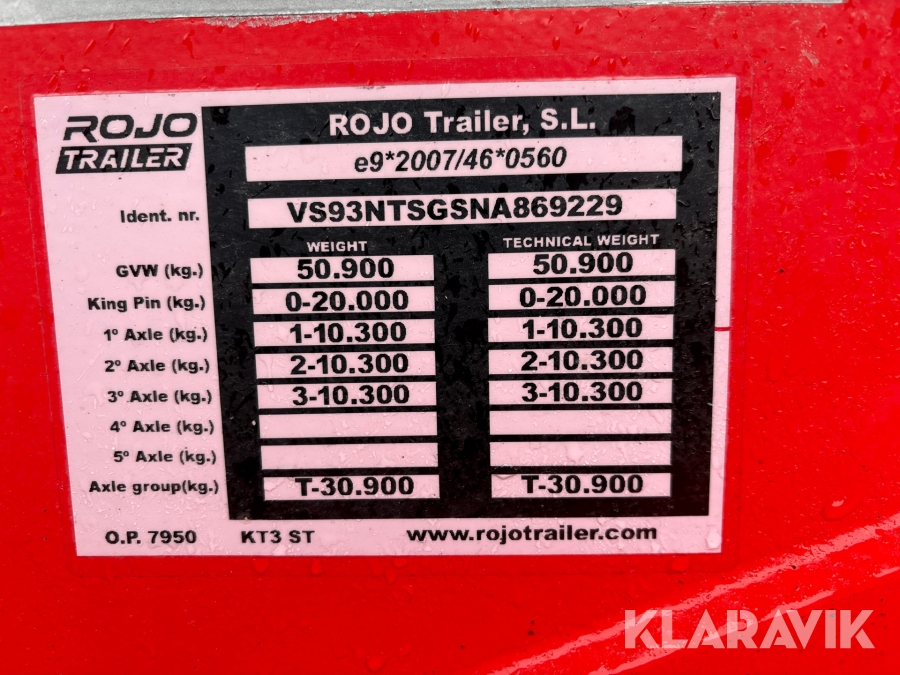 ROJO
TRAILER
ROJO Trailer, S.L.
e9*2007/46*0560
Ident. nr. VS93NTSGSNA869229
WEIGHT TECHNICAL WEIGHT
GVW (kg.) 50.900 50.900
King Pin (kg.) 0-20.000 0-20.000
1º Axle (kg.) 1-10.300 1-10.300
2º Axle (kg.) 2-10.300 2-10.300
3º Axle (kg.) 3-10.300 3-10.300
4º Axle (kg.)
5º Axle (kg.)
Axle group(kg.) T-30.900 T-30.900
O.P. 7950 KT3 ST www.rojotrailer.com
KLARAVIK